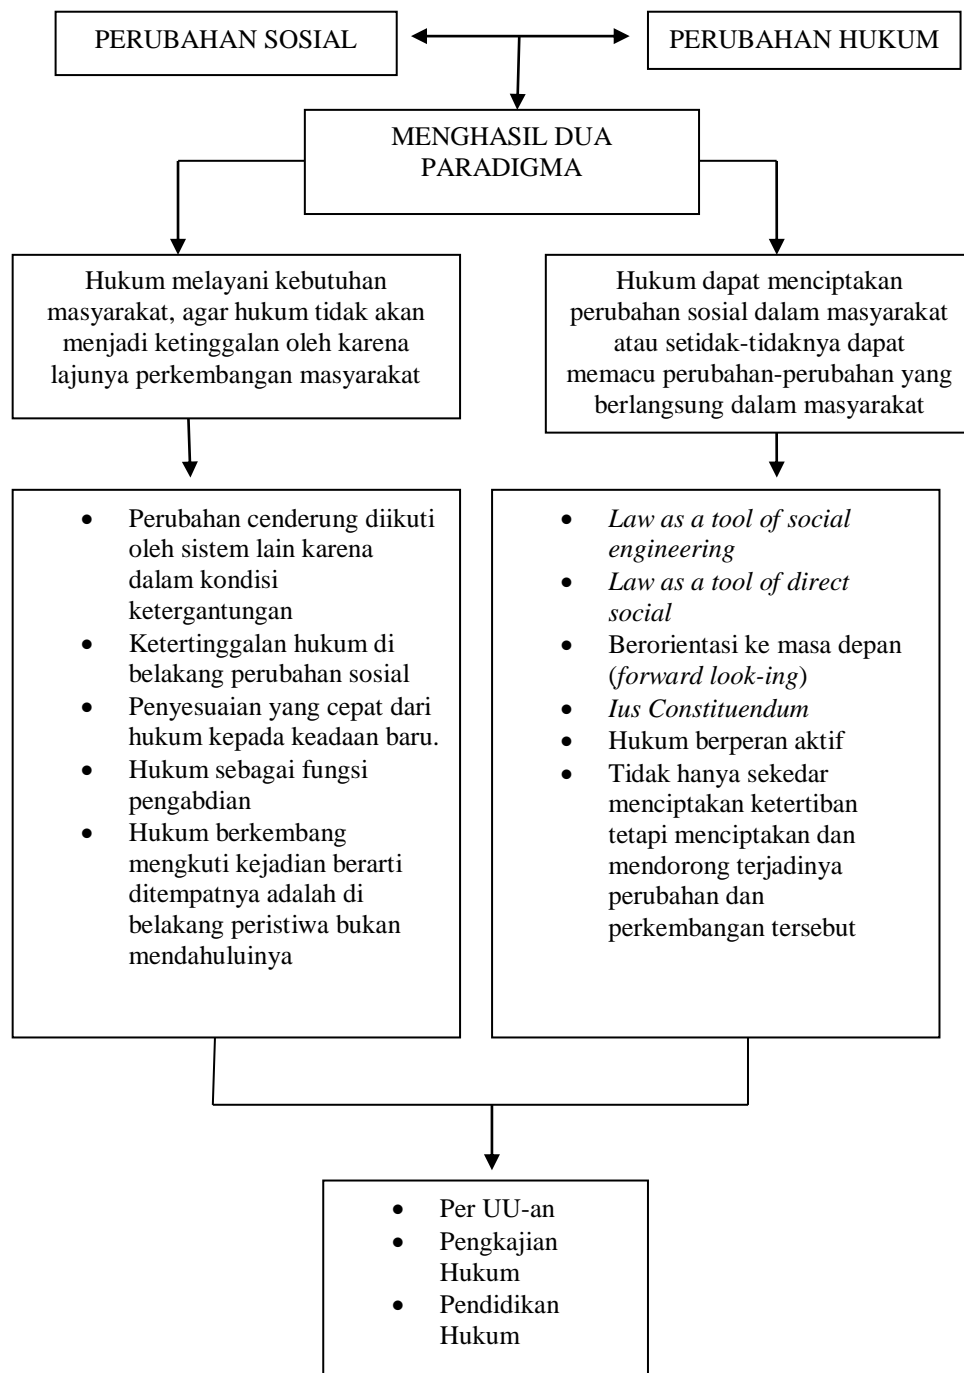 PERUBAHAN SOSIAL
PERUBAHAN HUKUM
MENGHASIL DUA
PARADIGMA
Hukum melayani kebutuhan
masyarakat, agar hukum tidak akan
menjadi ketinggalan oleh karena
lajunya perkembangan masyarakat
Hukum dapat menciptakan
perubahan sosial dalam masyarakat
atau setidak-tidaknya dapat
memacu perubahan-perubahan yang
berlangsung dalam masyarakat
• Perubahan cenderung diikuti
oleh sistem lain karena
dalam kondisi
ketergantungan
• Ketertinggalan hukum di
belakang perubahan sosial
• Penyesuaian yang cepat dari
hukum kepada keadaan baru.
• Hukum sebagai fungsi
pengabdian
• Hukum berkembang
mengkuti kejadian berarti
ditempatnya adalah di
belakang peristiwa bukan
mendahuluinya
• Law as a tool of social
engineering
• Law as a tool of direct
social
• Berorientasi ke masa depan
(forward look-ing)
• Ius Constituendum
• Hukum berperan aktif
• Tidak hanya sekedar
menciptakan ketertiban
tetapi menciptakan dan
mendorong terjadinya
perubahan dan
perkembangan tersebut
• Per UU-an
• Pengkajian
Hukum
• Pendidikan
Hukum